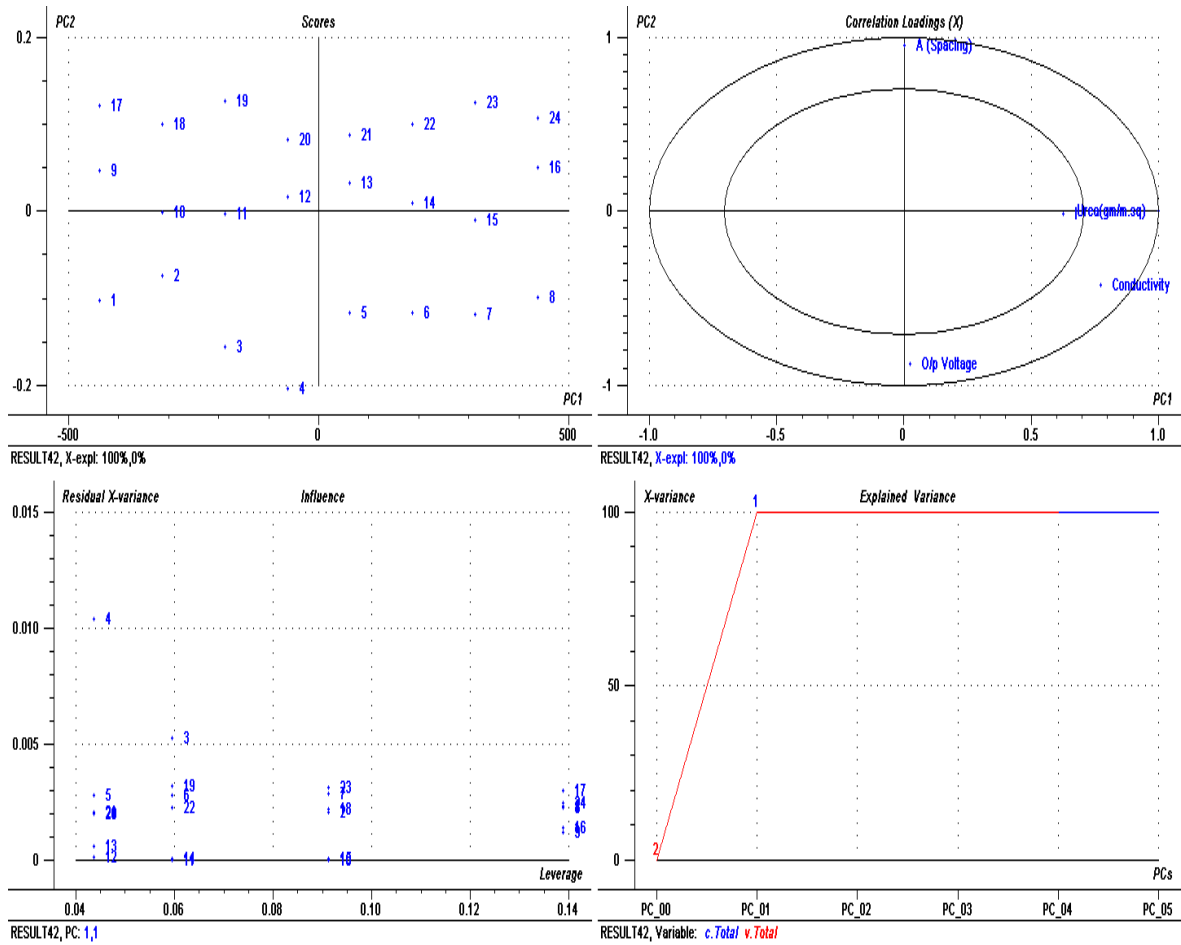 PC2 Scores
0.2
17 18 19 20 21 22 23 24
9 10 11 12 13 14 15 16
0
1 2 3 4 5 6 7 8
-0.2
PC1
-500 0 500
RESULT42, X-expl: 100%,0%
PC2 Correlation Loadings (X)
1
A (Spacing)
0
Conductivity
O/p Voltage
-1
PC1
-1.0 -0.5 0 0.5 1.0
RESULT42, X-expl: 100%,0%
Residual X-variance Influence
0.015
4
0.010
3
0.005
5 19 6 22 17
13 12 16
0
Leverage
0.04 0.06 0.08 0.10 0.12 0.14
RESULT42, PC: 1,1
X-variance Explained Variance
1
100
50
2
0
PCs
PC_00 PC_01 PC_02 PC_03 PC_04 PC_05
RESULT42, Variable: c.Total v.Total